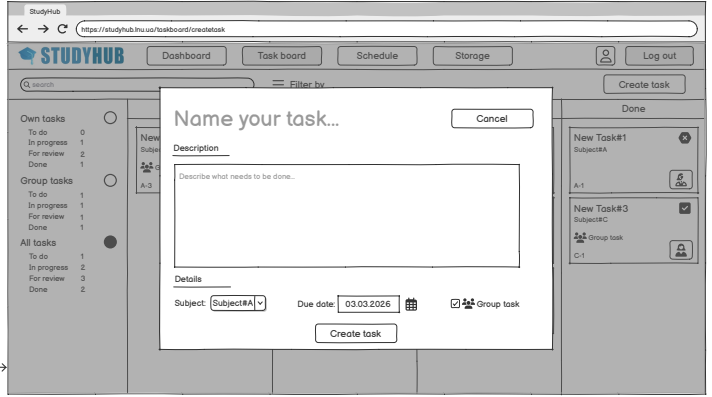 StudyHub
https://studyhub.lnu.ua/taskboard/createtask
STUDYHUB
Dashboard
Task board
Schedule
Storage
Log out
search
Filter by
Create task
Own tasks
To do 0
In progress 1
For review 2
Done 1
Group tasks
To do 1
In progress 1
For review 1
Done 1
All tasks
To do 1
In progress 2
For review 3
Done 2
New
A-3
Name your task...
Cancel
Description
Describe what needs to be done...
Details
Subject: Subject#A
Due date: 03.03.2026
Group task
Create task
Done
New Task#1
Subject#A
A-1
New Task#3
Subject#C
Group task
C-1